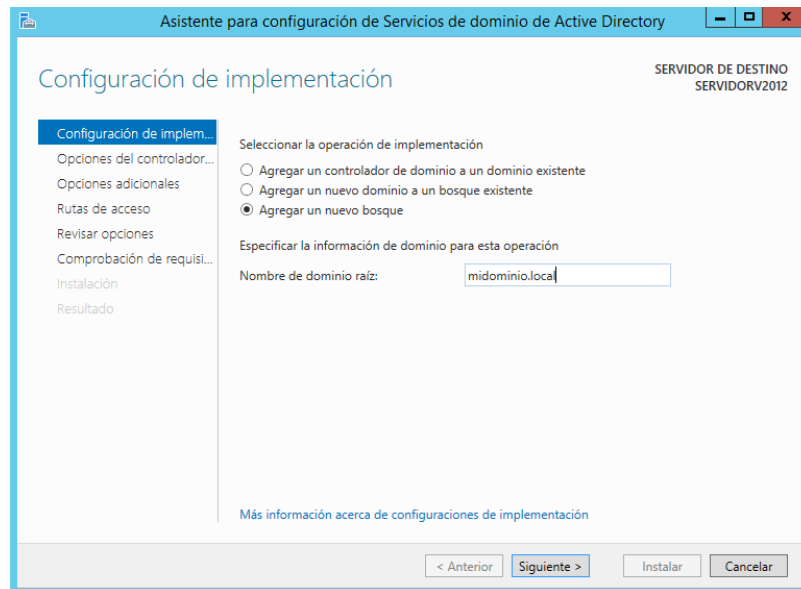 Asistente para configuración de Servicios de dominio de Active Directory
Configuración de implementación
SERVIDOR DE DESTINO
SERVIDORV2012
Configuración de implem...
Opciones del controlador...
Opciones adicionales
Rutas de acceso
Revisar opciones
Comprobación de requisi...
Instalación
Resultado
Seleccionar la operación de implementación
Agregar un controlador de dominio a un dominio existente
Agregar un nuevo dominio a un bosque existente
Agregar un nuevo bosque
Especificar la información de dominio para esta operación
Nombre de dominio raíz: midominio.local
Más información acerca de configuraciones de implementación
< Anterior Siguiente > Instalar Cancelar